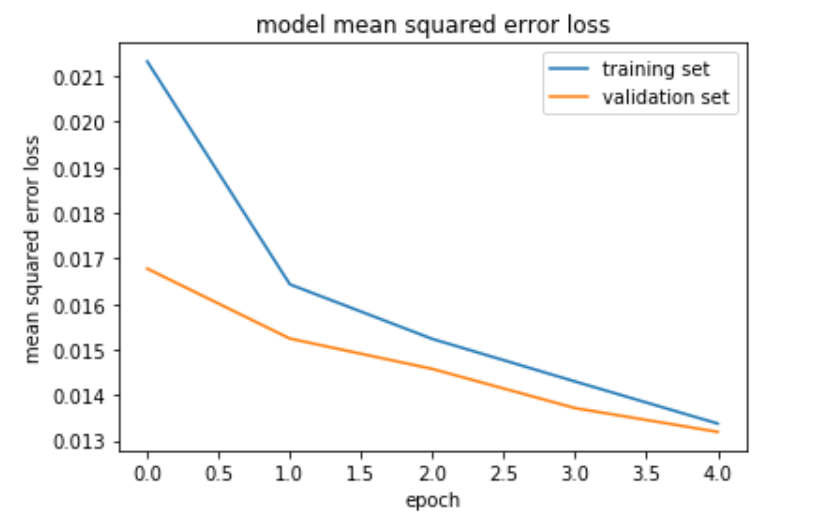 model mean squared error loss
training set
validation set
mean squared error loss
0.021
0.020
0.019
0.018
0.017
0.016
0.015
0.014
0.013
0.0 0.5 1.0 1.5 2.0 2.5 3.0 3.5 4.0
epoch